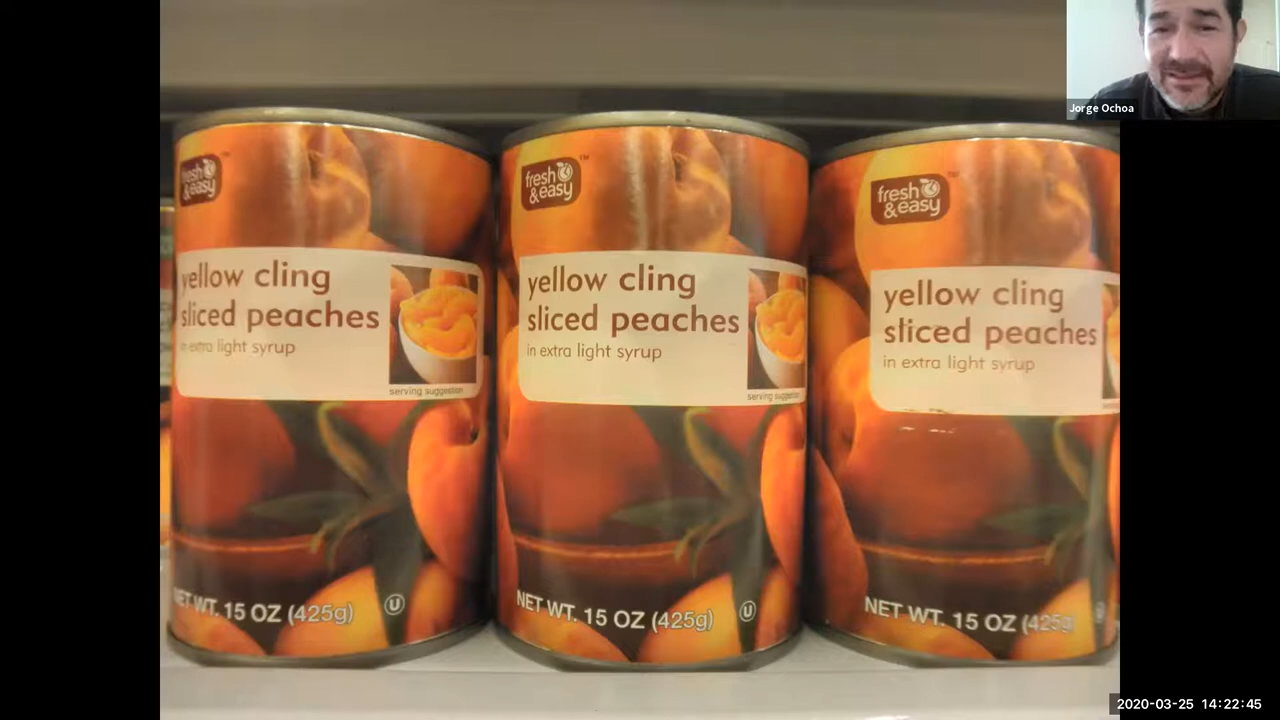 Jorge Ochoa
fresh
& easy
TM
yellow cling
sliced peaches
in extra light syrup
serving suggestion
NET WT. 15 OZ (425g)
U
fresh
& easy
TM
yellow cling
sliced peaches
in extra light syrup
serving suggestion
NET WT. 15 OZ (425g)
U
fresh
& easy
TM
yellow cling
sliced peaches
in extra light syrup
NET WT. 15 OZ (425g)
2020-03-25 14:22:45